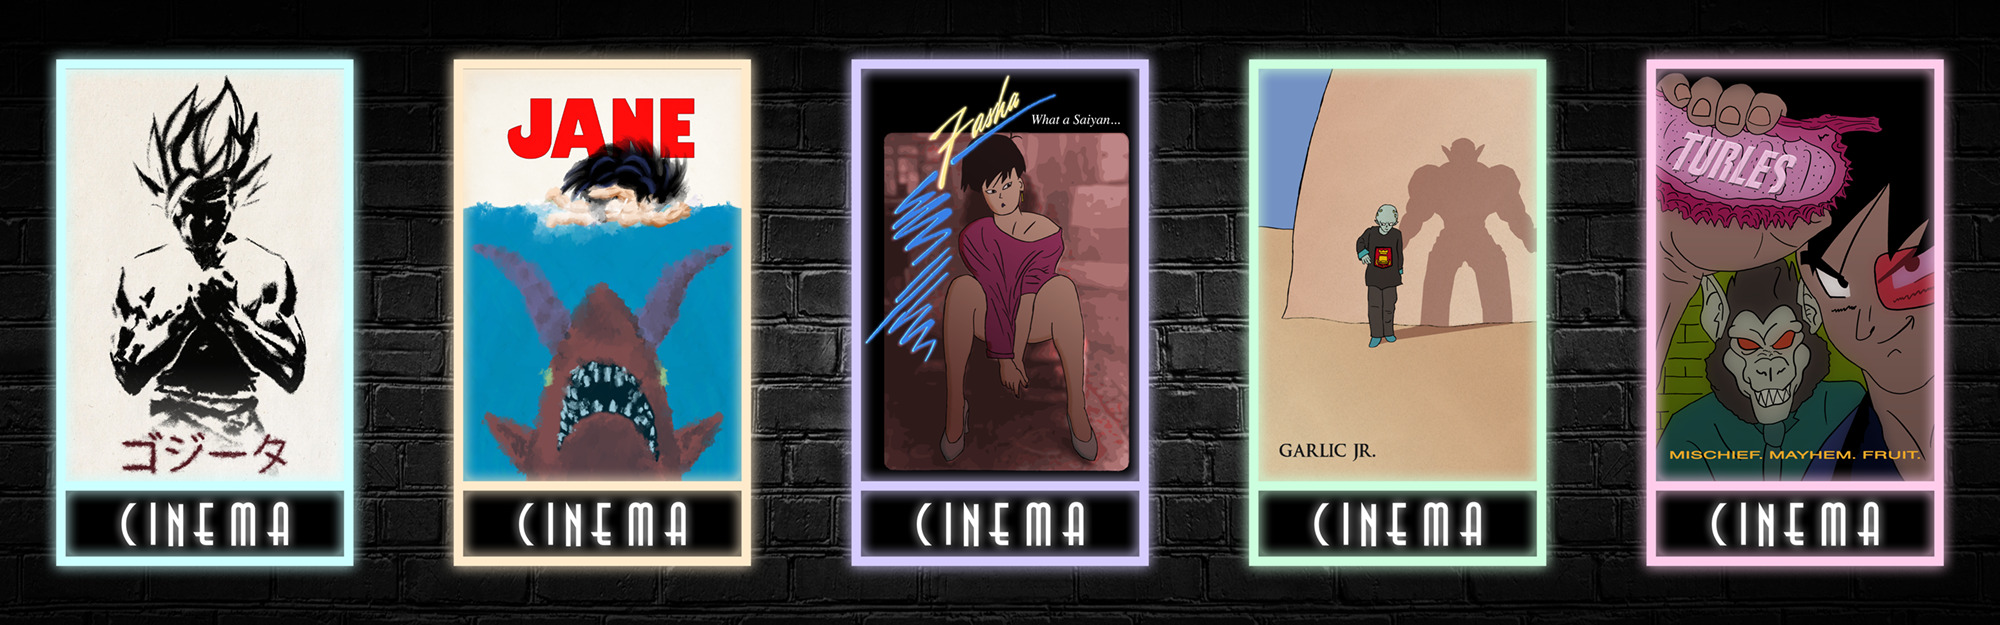 ゴジータ
CINEMA
JANE
CINEMA
Fasha
What a Saiyan...
CINEMA
GARLIC JR.
CINEMA
TURLES
MISCHIEF. MAYHEM. FRUIT.
CINEMA